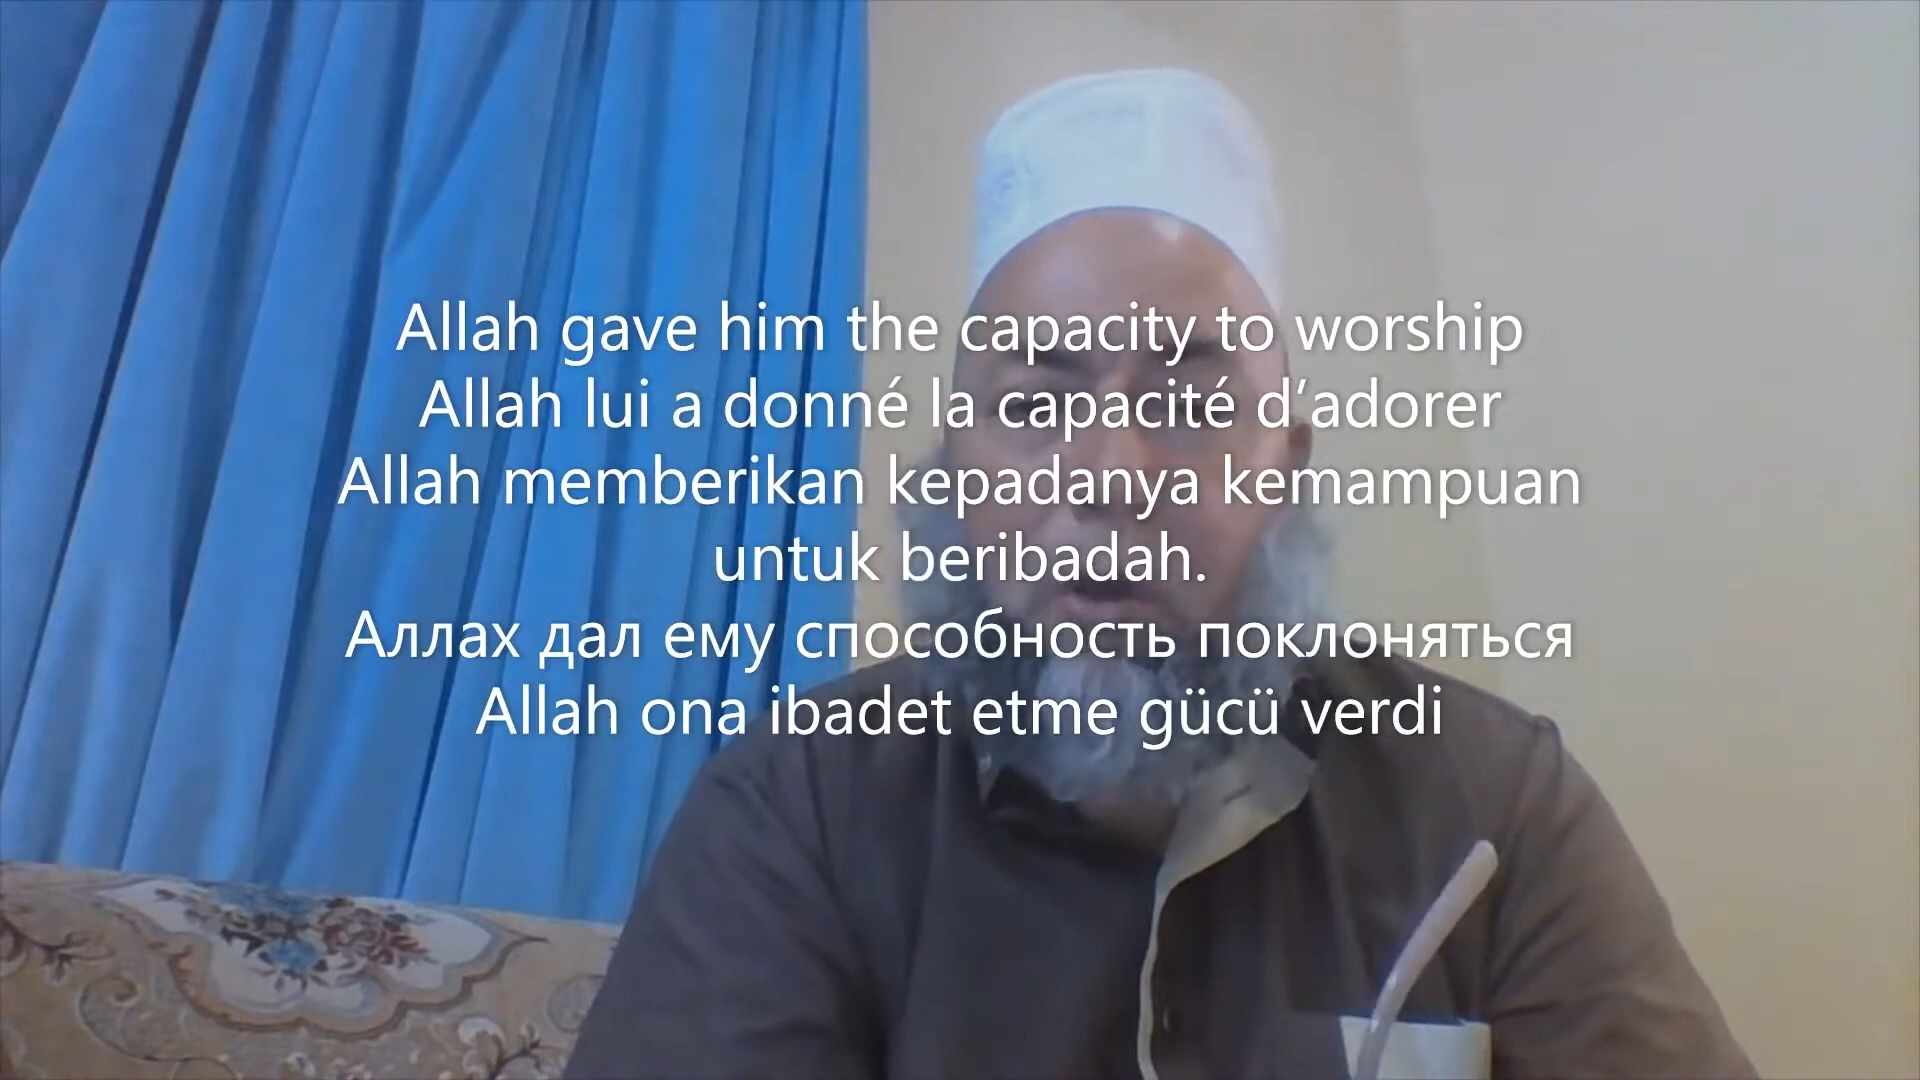 Allah gave him the capacity to worship
Allah lui a donné la capacité d’adorer
Allah memberikan kepadanya kemampuan
untuk beribadah.
Аллах дал ему способность поклоняться
Allah ona ibadet etme gücü verdi